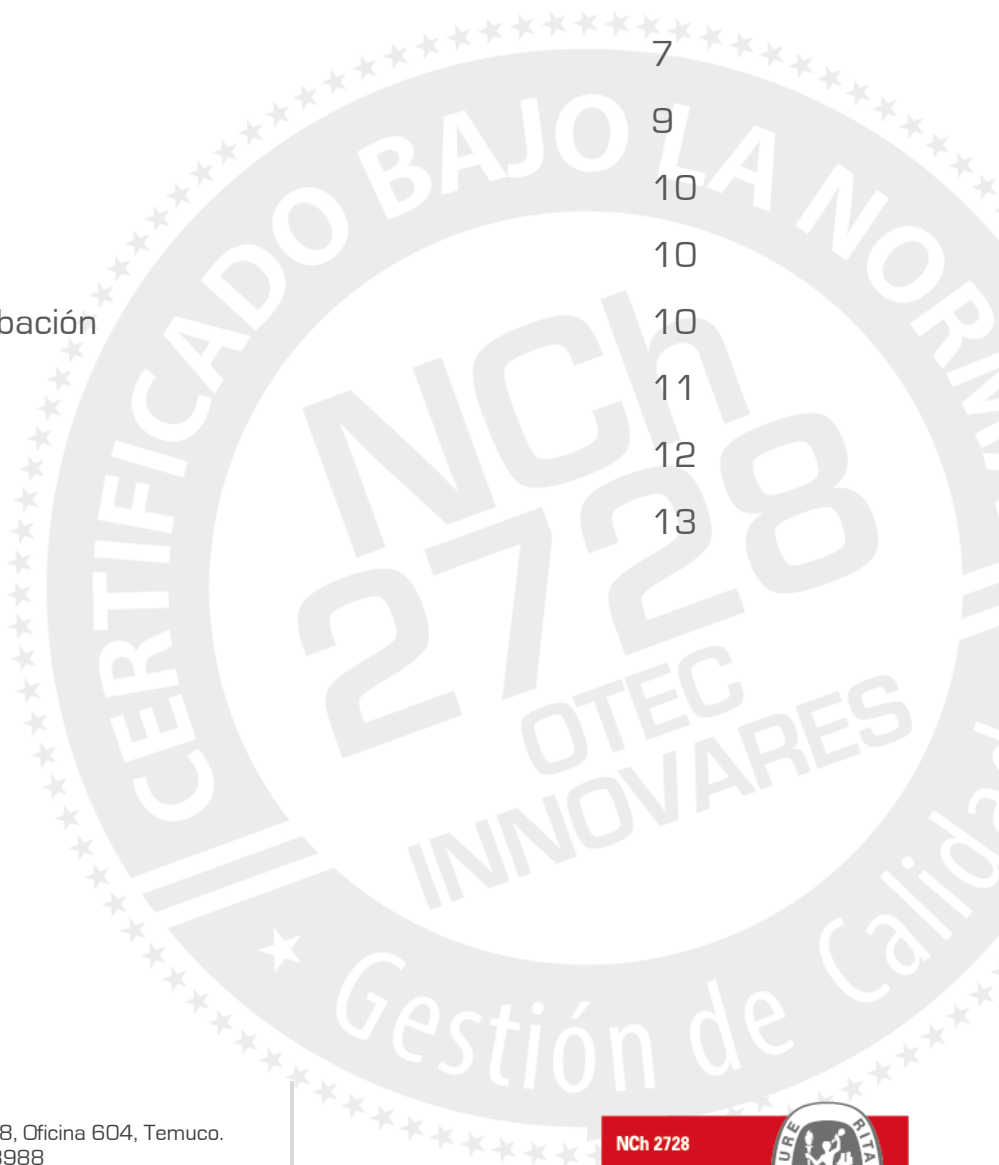 7
9
10
10
bación 10
11
12
13
CERTIFICADO BAJO LA NORMA
NCh
2728
OTEC
INNOVARES
Gestión de Calidad
8, Oficina 604, Temuco.
3988
NCh 2728